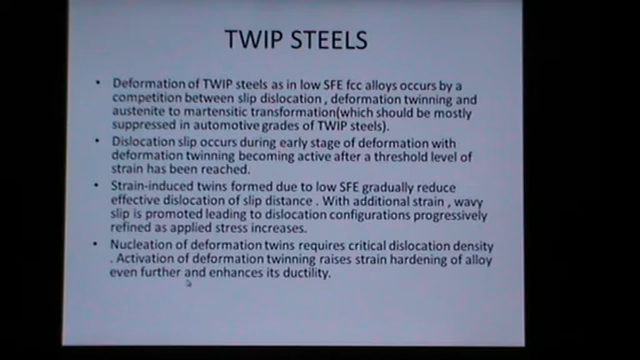 TWIP STEELS
• Deformation of TWIP steels as in low SFE fcc alloys occurs by a
competition between slip dislocation , deformation twinning and
austenite to martensitic transformation(which should be mostly
suppressed in automotive grades of TWIP steels).
• Dislocation slip occurs during early stage of deformation with
deformation twinning becoming active after a threshold level of
strain has been reached.
• Strain-induced twins formed due to low SFE gradually reduce
effective dislocation of slip distance . With additional strain , wavy
slip is promoted leading to dislocation configurations progressively
refined as applied stress increases.
• Nucleation of deformation twins requires critical dislocation density
. Activation of deformation twinning raises strain hardening of alloy
even further and enhances its ductility.